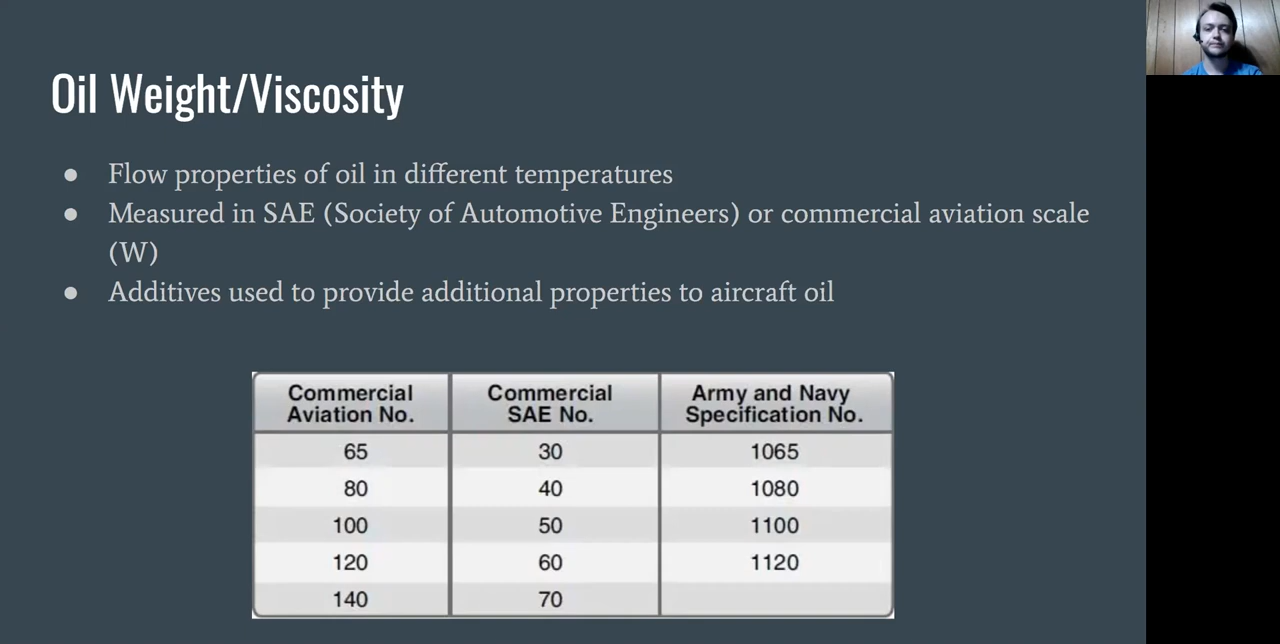 Oil Weight/Viscosity
● Flow properties of oil in different temperatures
● Measured in SAE (Society of Automotive Engineers) or commercial aviation scale
(W)
● Additives used to provide additional properties to aircraft oil
Commercial Aviation No. Commercial SAE No. Army and Navy Specification No.
65 30 1065
80 40 1080
100 50 1100
120 60 1120
140 70